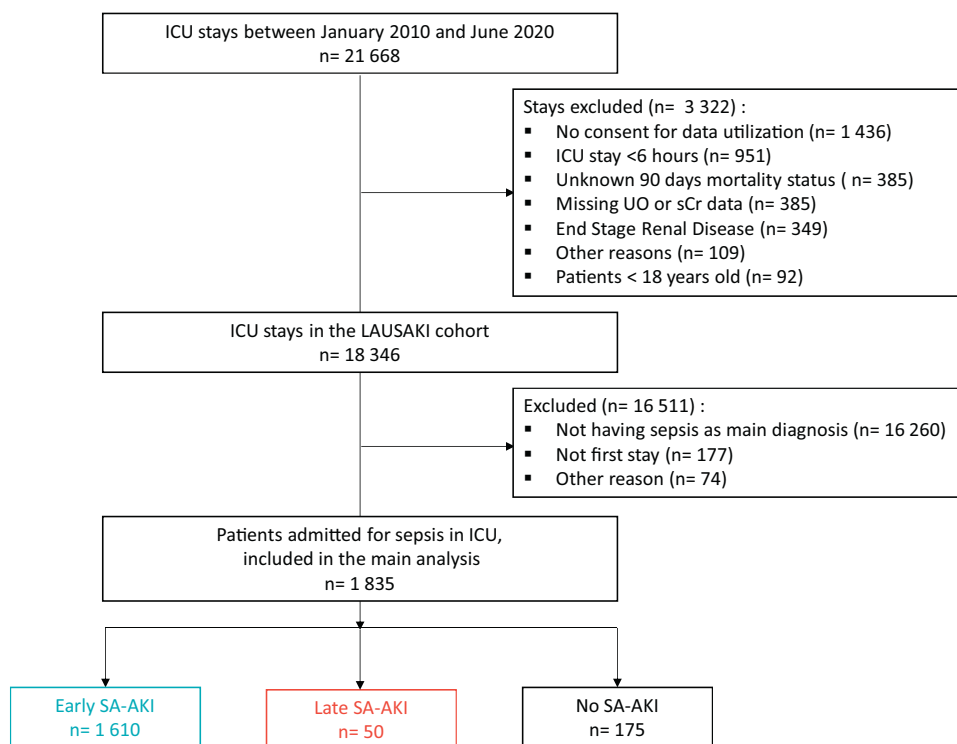 ICU stays between January 2010 and June 2020
n= 21 668
Stays excluded (n= 3 322) :
▪ No consent for data utilization (n= 1 436)
▪ ICU stay <6 hours (n= 951)
▪ Unknown 90 days mortality status ( n= 385)
▪ Missing UO or sCr data (n= 385)
▪ End Stage Renal Disease (n= 349)
▪ Other reasons (n= 109)
▪ Patients < 18 years old (n= 92)
ICU stays in the LAUSAKI cohort
n= 18 346
Excluded (n= 16 511) :
▪ Not having sepsis as main diagnosis (n= 16 260)
▪ Not first stay (n= 177)
▪ Other reason (n= 74)
Patients admitted for sepsis in ICU,
included in the main analysis
n= 1 835
Early SA-AKI
n= 1 610
Late SA-AKI
n= 50
No SA-AKI
n= 175